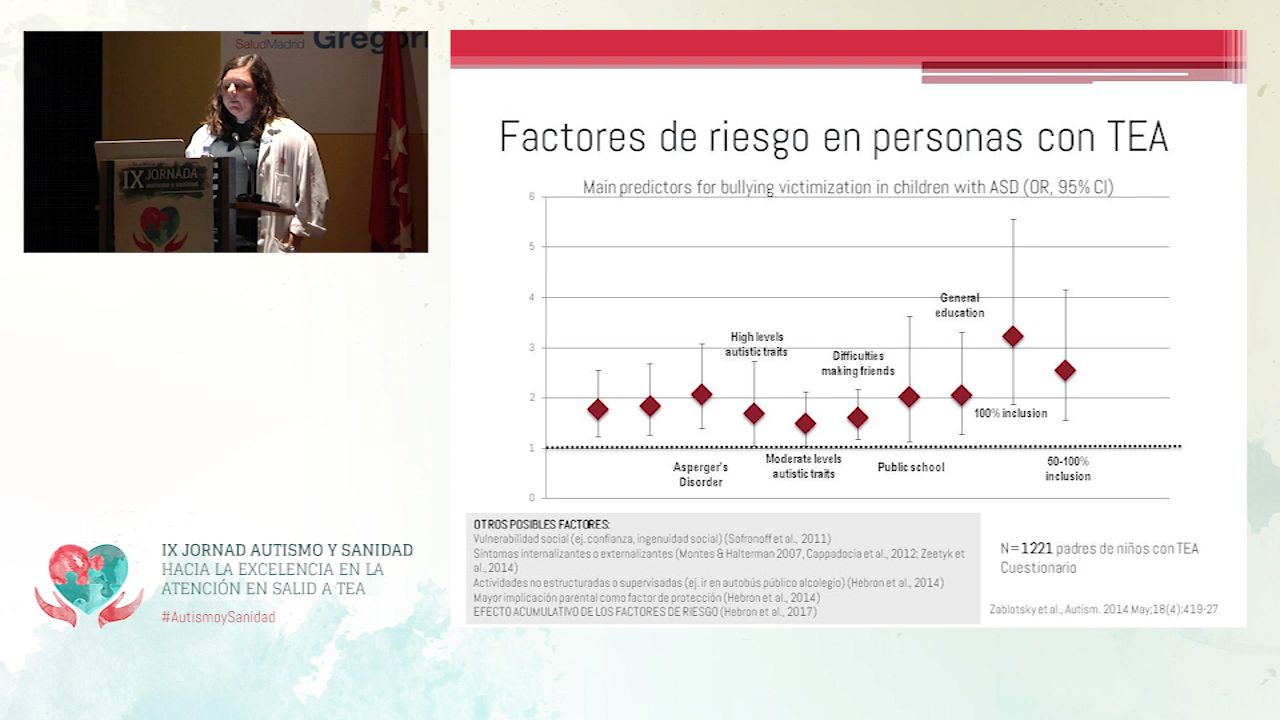 SaludMadrid
Gregori
IX JORNADA
autismo y sanidad
Factores de riesgo en personas con TEA
Main predictors for bullying victimization in children with ASD (OR, 95% CI)
6
5
4
3
2
1
0
General
education
High levels
autistic traits
Difficulties
making friends
100% inclusion
Asperger's
Disorder
Moderate levels
autistic traits
Public school
50-100%
inclusion
OTROS POSIBLES FACTORES:
Vulnerabilidad social (ej. confianza, ingenuidad social) (Sofronoff et al., 2011)
Síntomas internalizantes o externalizantes (Montes & Halterman 2007, Cappadocia et al., 2012; Zeetyk et
al., 2014)
Actividades no estructuradas o supervisadas (ej. ir en autobús público alcolegio) (Hebron et al., 2014)
Mayor implicación parental como factor de protección (Hebron et al., 2014)
EFECTO ACUMULATIVO DE LOS FACTORES DE RIESGO (Hebron et al., 2017)
N=1221 padres de niños con TEA
Cuestionario
Zablotsky et al., Autism. 2014 May;18(4):419-27
IX JORNAD AUTISMO Y SANIDAD
HACIA LA EXCELENCIA EN LA
ATENCIÓN EN SALID A TEA
#AutismoySanidad